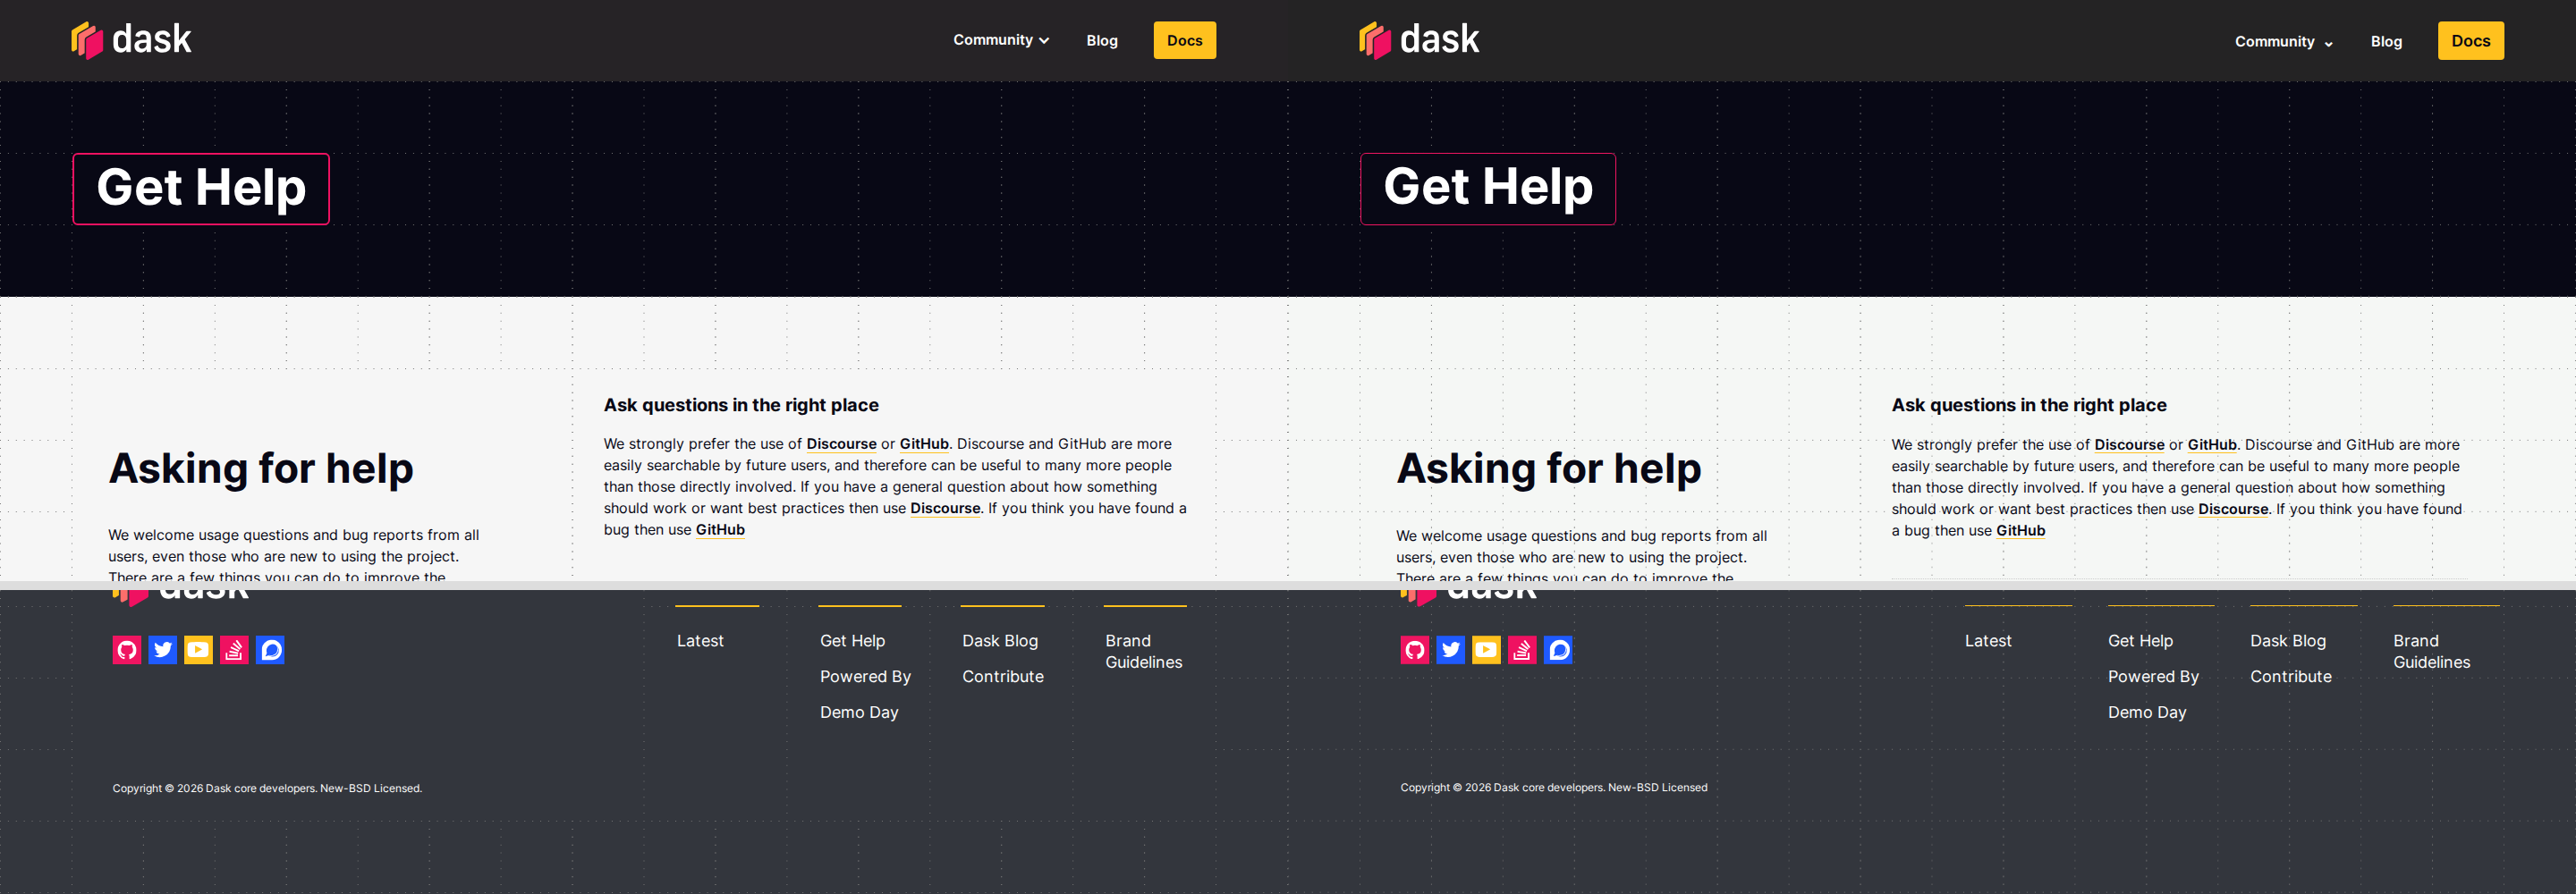 dask
Community
Blog
Docs
Get Help
Asking for help
We welcome usage questions and bug reports from all
users, even those who are new to using the project.
There are a few things you can do to improve the
Ask questions in the right place
We strongly prefer the use of Discourse or GitHub. Discourse and GitHub are more
easily searchable by future users, and therefore can be useful to many more people
than those directly involved. If you have a general question about how something
should work or want best practices then use Discourse. If you think you have found a
bug then use GitHub
dask
Latest
Get Help
Powered By
Demo Day
Dask Blog
Contribute
Brand
Guidelines
Copyright © 2026 Dask core developers. New-BSD Licensed.
dask
Community
Blog
Docs
Get Help
Asking for help
We welcome usage questions and bug reports from all
users, even those who are new to using the project.
There are a few things you can do to improve the
Ask questions in the right place
We strongly prefer the use of Discourse or GitHub. Discourse and GitHub are more
easily searchable by future users, and therefore can be useful to many more people
than those directly involved. If you have a general question about how something
should work or want best practices then use Discourse. If you think you have found
a bug then use GitHub
dask
Latest
Get Help
Powered By
Demo Day
Dask Blog
Contribute
Brand
Guidelines
Copyright © 2026 Dask core developers. New-BSD Licensed